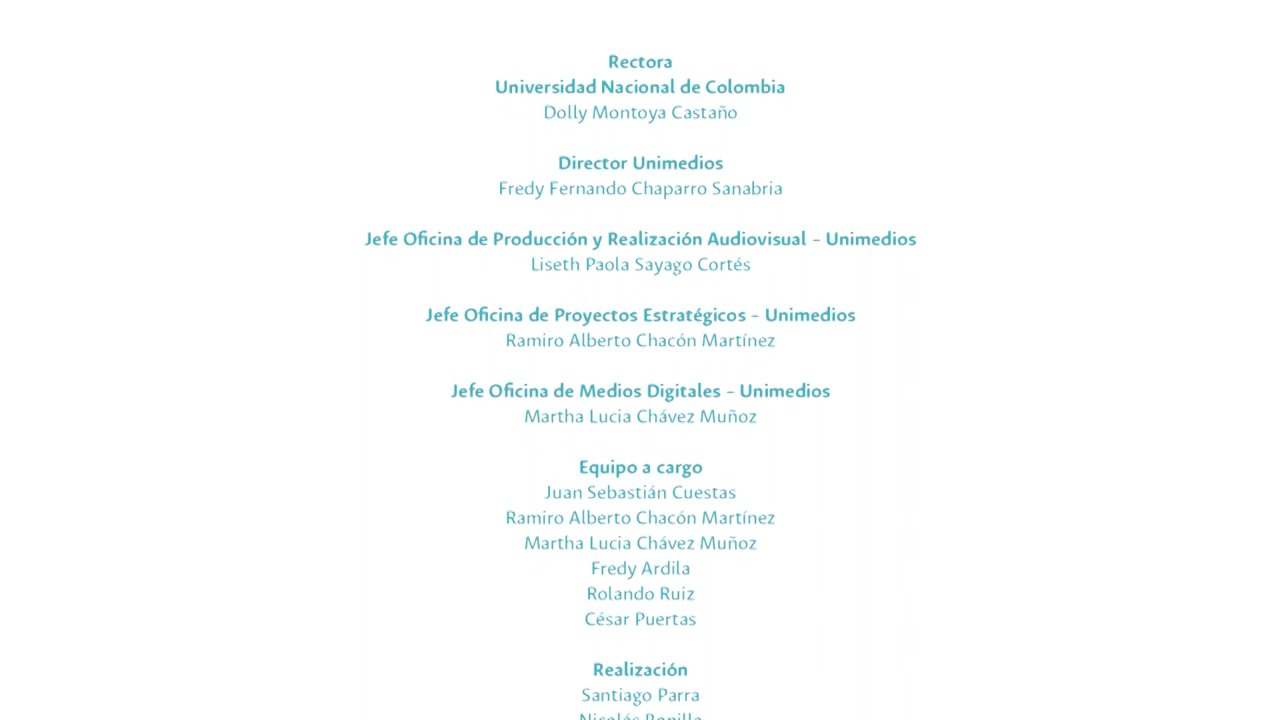 Rectora
Universidad Nacional de Colombia
Dolly Montoya Castaño
Director Unimedios
Fredy Fernando Chaparro Sanabria
Jefe Oficina de Producción y Realización Audiovisual - Unimedios
Liseth Paola Sayago Cortés
Jefe Oficina de Proyectos Estratégicos - Unimedios
Ramiro Alberto Chacón Martínez
Jefe Oficina de Medios Digitales - Unimedios
Martha Lucia Chávez Muñoz
Equipo a cargo
Juan Sebastián Cuestas
Ramiro Alberto Chacón Martínez
Martha Lucia Chávez Muñoz
Fredy Ardila
Rolando Ruiz
César Puertas
Realización
Santiago Parra
Nicolás Bonilla